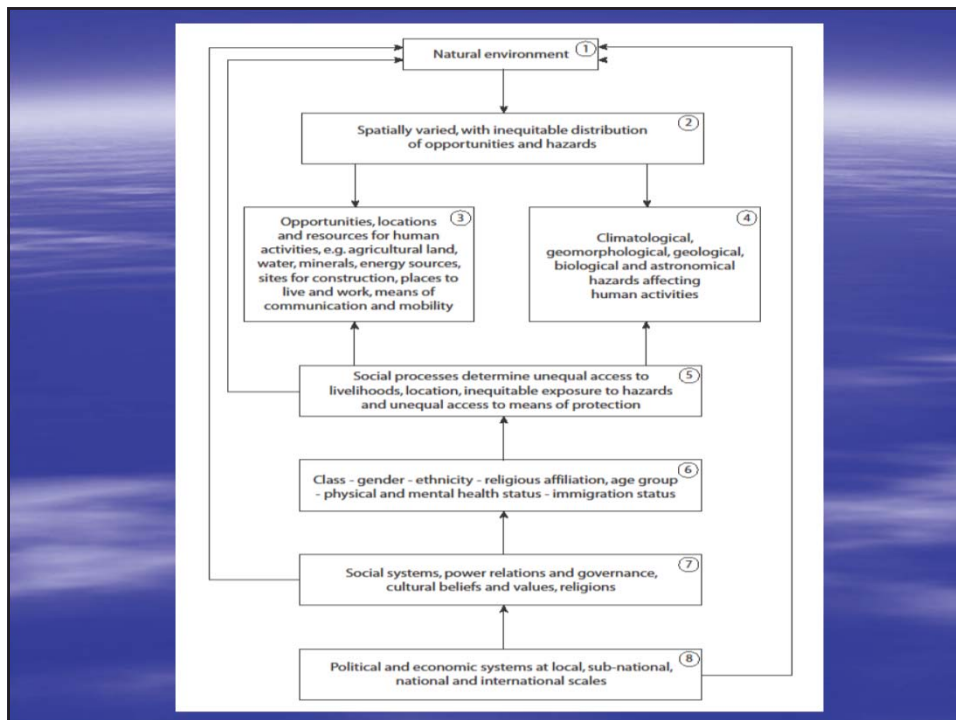 Natural environment
1
2
Spatially varied, with inequitable distribution
of opportunities and hazards
3
Opportunities, locations
and resources for human
activities, e.g. agricultural land,
water, minerals, energy sources,
sites for construction, places to
live and work, means of
communication and mobility
4
Climatological,
geomorphological, geological,
biological and astronomical
hazards affecting
human activities
5
Social processes determine unequal access to
livelihoods, location, inequitable exposure to hazards
and unequal access to means of protection
6
Class - gender - ethnicity - religious affiliation, age group
- physical and mental health status - immigration status
7
Social systems, power relations and governance,
cultural beliefs and values, religions
8
Political and economic systems at local, sub-national,
national and international scales